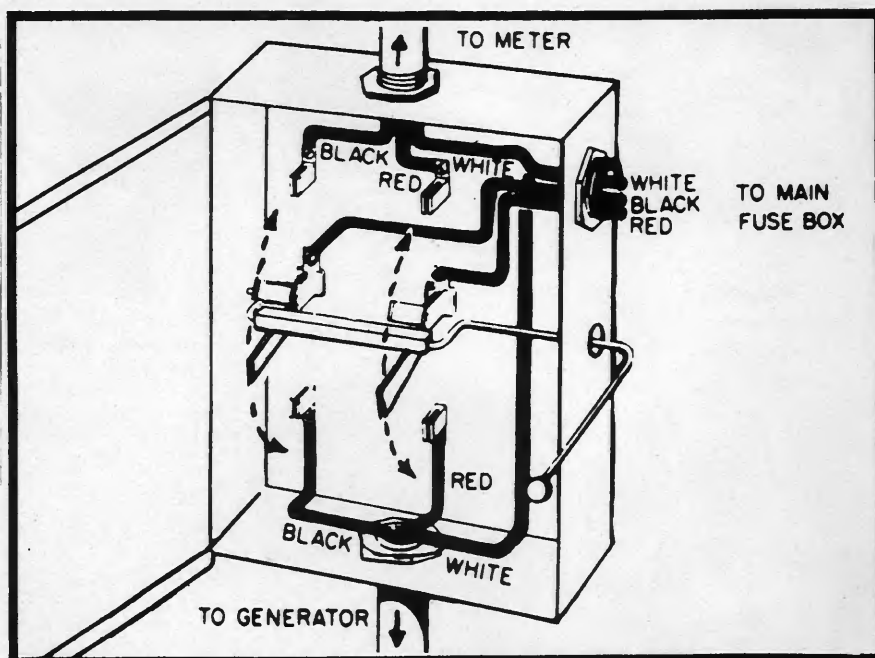 TO METER
BLACK
WHITE
RED
WHITE
BLACK
RED
TO MAIN
FUSE BOX
RED
BLACK
WHITE
TO GENERATOR